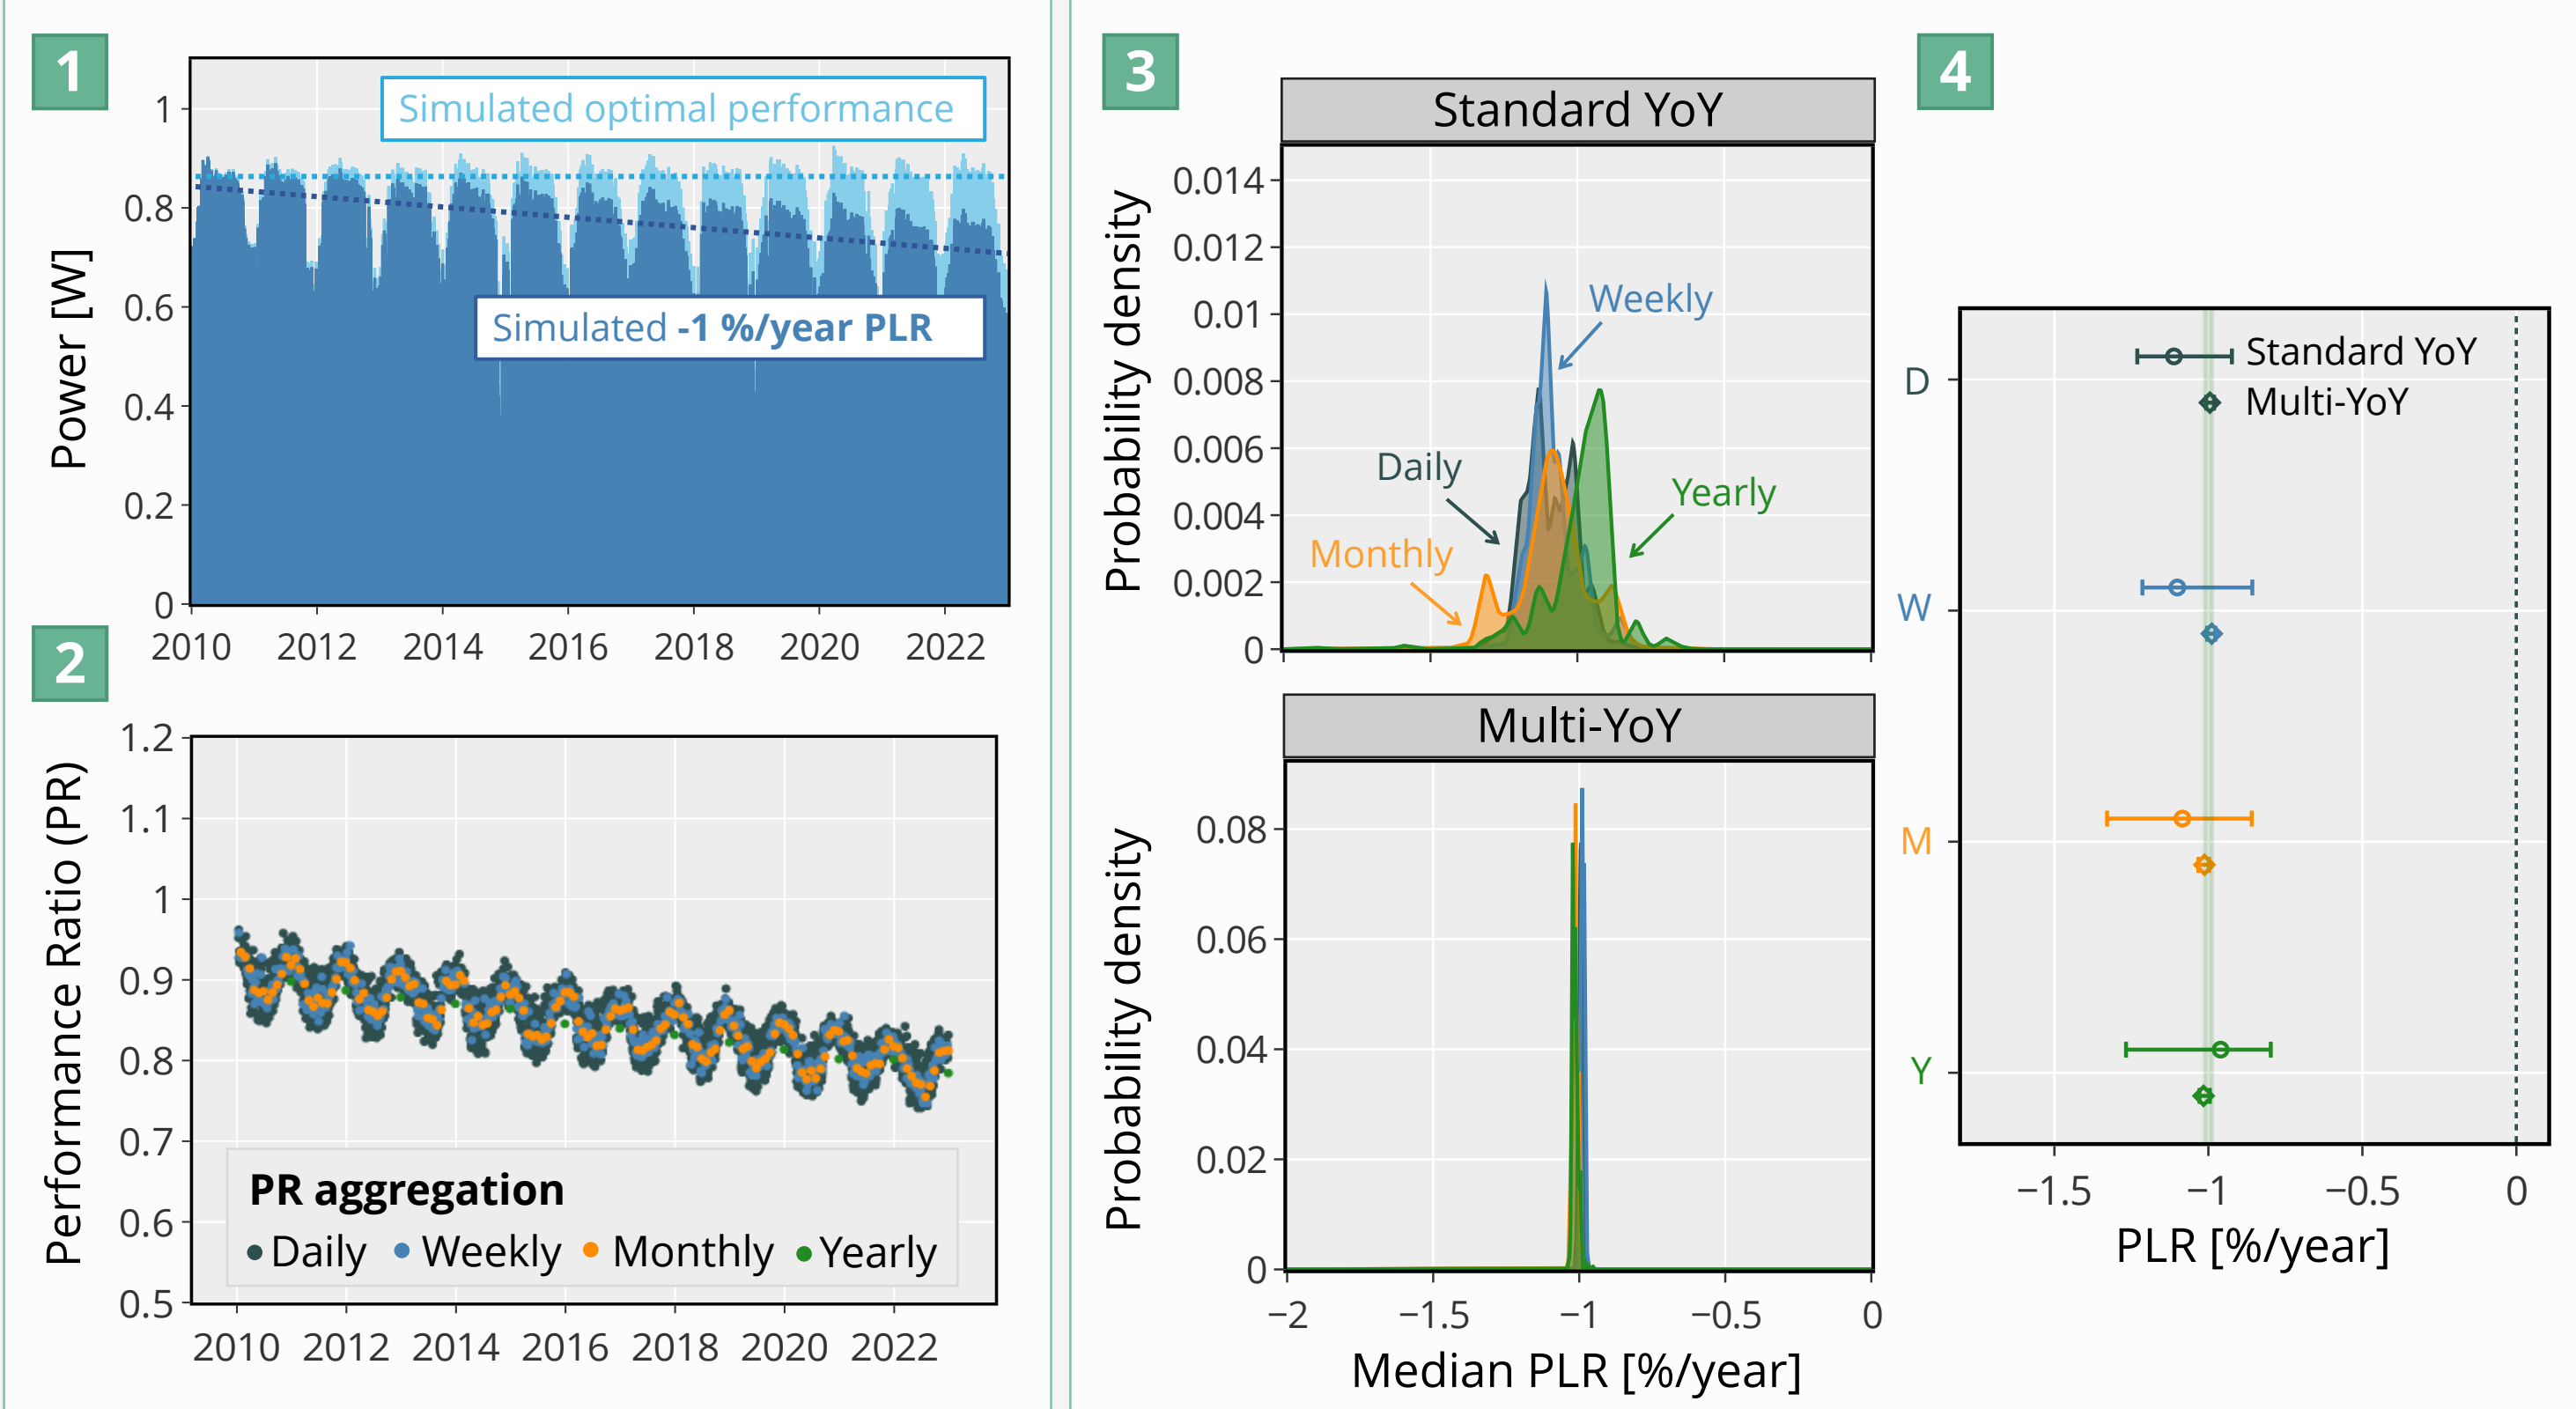 1
Simulated optimal performance
Simulated -1 %/year PLR
Power [W]
1
0.8
0.6
0.4
0.2
0
2010 2012 2014 2016 2018 2020 2022
2
Performance Ratio (PR)
1.2
1.1
1
0.9
0.8
0.7
0.6
0.5
PR aggregation
Daily Weekly Monthly Yearly
2010 2012 2014 2016 2018 2020 2022
3
Standard YoY
Probability density
0.014
0.012
0.01
0.008
0.006
0.004
0.002
0
Weekly
Daily
Yearly
Monthly
Multi-YoY
Probability density
0.08
0.06
0.04
0.02
0
−2 −1.5 −1 −0.5 0
Median PLR [%/year]
4
Standard YoY
Multi-YoY
D
W
M
Y
−1.5 −1 −0.5 0
PLR [%/year]